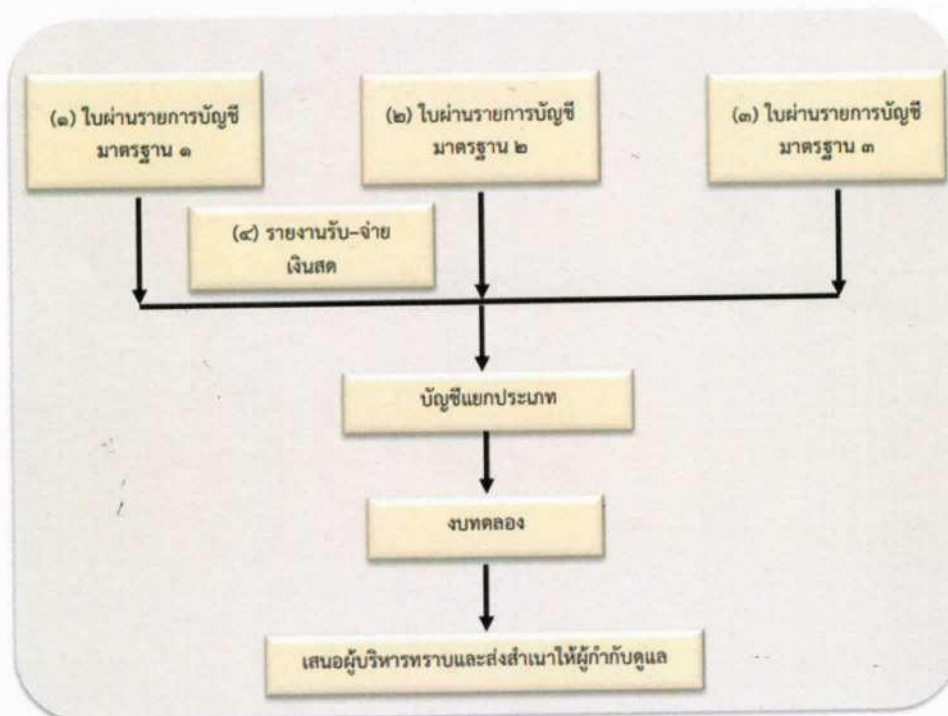 (๑) ใบผ่านรายการบัญชี
มาตรฐาน ๑
(๒) ใบผ่านรายการบัญชี
มาตรฐาน ๒
(๓) ใบผ่านรายการบัญชี
มาตรฐาน ๓
(๔) รายงานรับ-จ่าย
เงินสด
บัญชีแยกประเภท
งบทดลอง
เสนอผู้บริหารทราบและส่งสำเนาให้ผู้กำกับดูแล